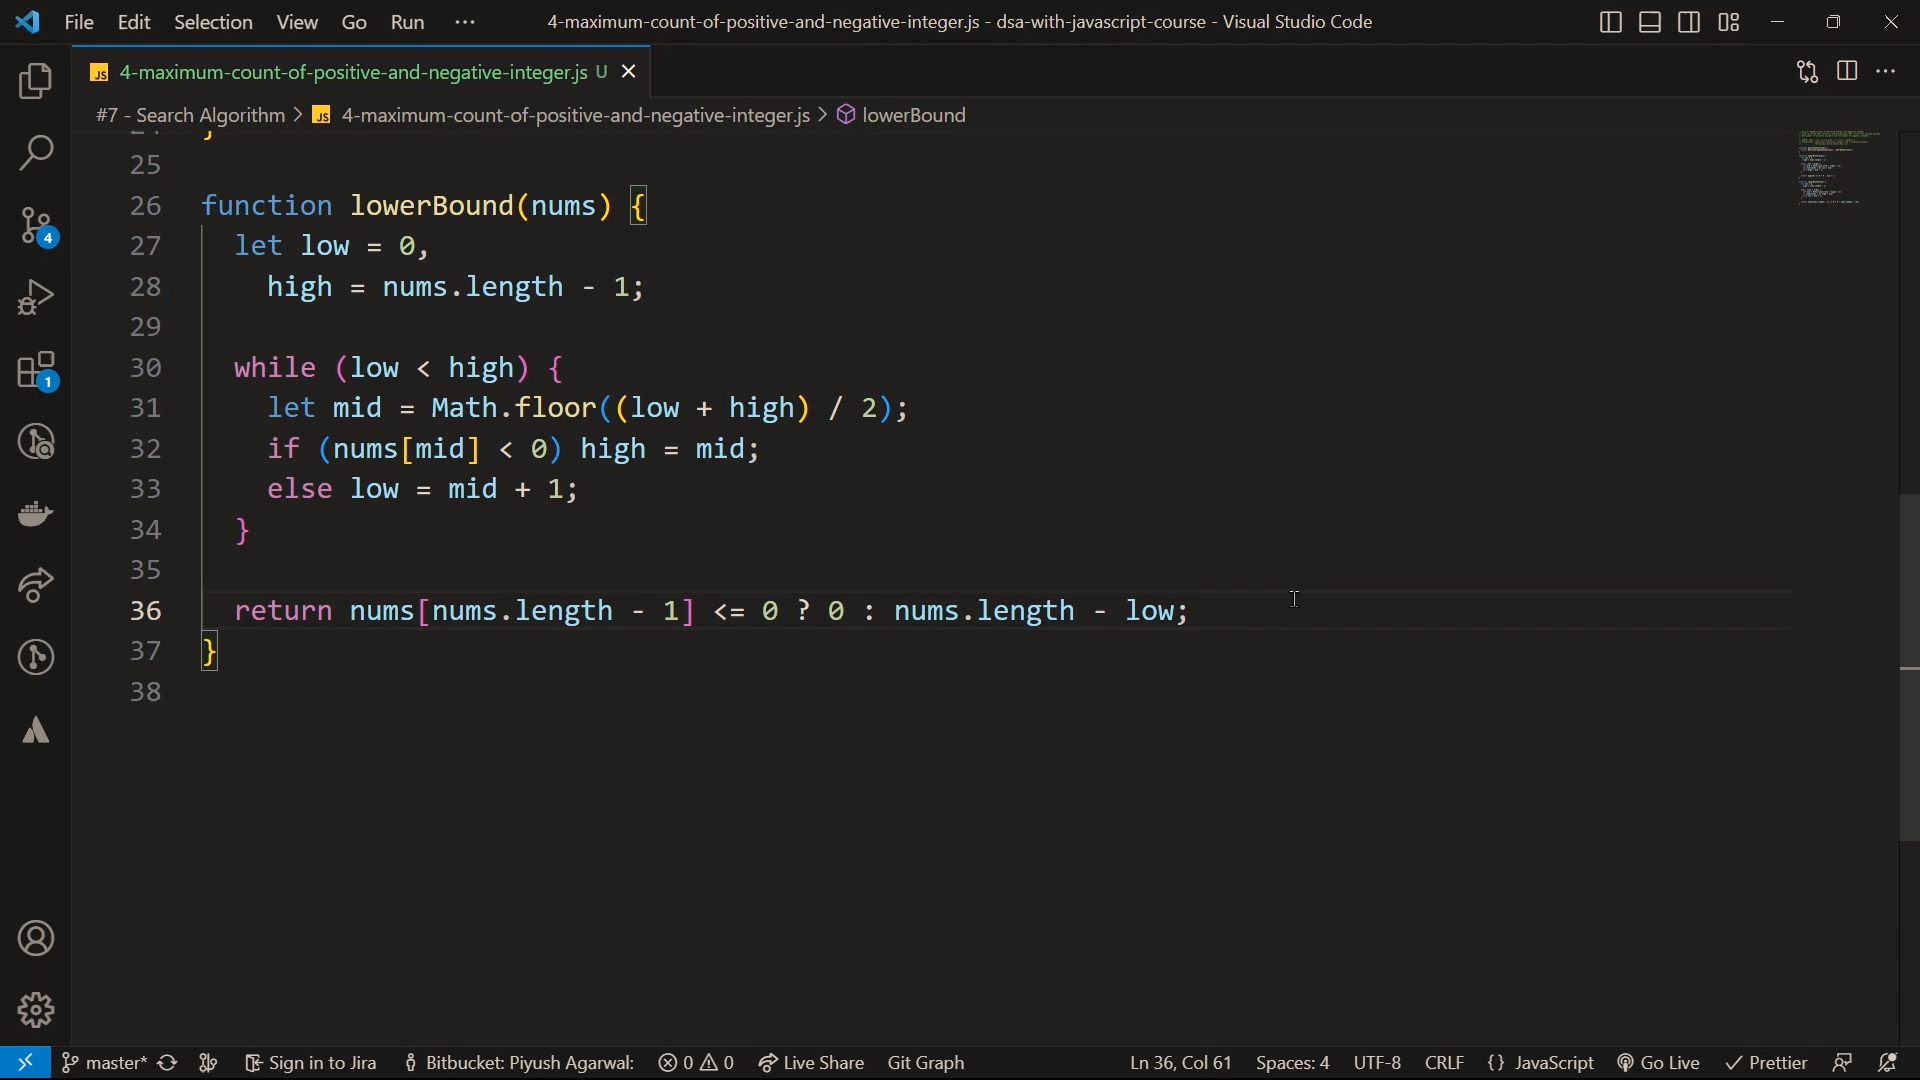 File Edit Selection View Go Run ··· 4-maximum-count-of-positive-and-negative-integer.js - dsa-with-javascript-course - Visual Studio Code
JS 4-maximum-count-of-positive-and-negative-integer.js U
#7 - Search Algorithm > JS 4-maximum-count-of-positive-and-negative-integer.js > lowerBound
25
26 function lowerBound(nums) {
27 let low = 0,
28 high = nums.length - 1;
29
30 while (low < high) {
31 let mid = Math.floor((low + high) / 2);
32 if (nums[mid] < 0) high = mid;
33 else low = mid + 1;
34 }
35
36 return nums[nums.length - 1] <= 0 ? 0 : nums.length - low;
37 }
38
4
1
master* Sign in to Jira Bitbucket: Piyush Agarwal: 0 0 Live Share Git Graph Ln 36, Col 61 Spaces: 4 UTF-8 CRLF {} JavaScript Go Live Prettier